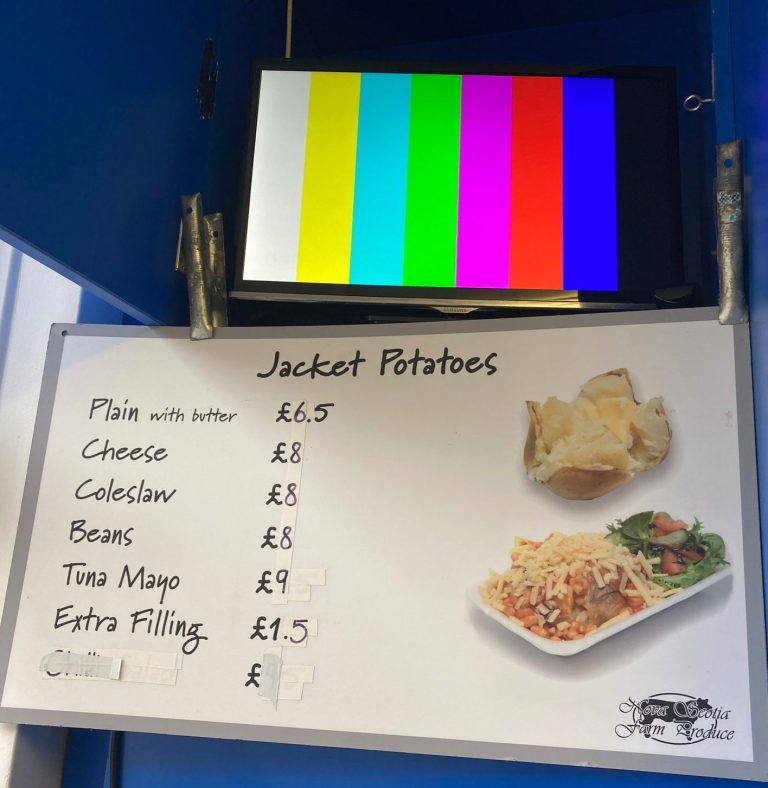 SAMSUNG
Jacket Potatoes
Plain with butter £6.5
Cheese £8
Coleslaw £8
Beans £8
Tuna Mayo £9
Extra Filling £1.5
£
Nova Scotia
Farm Produce